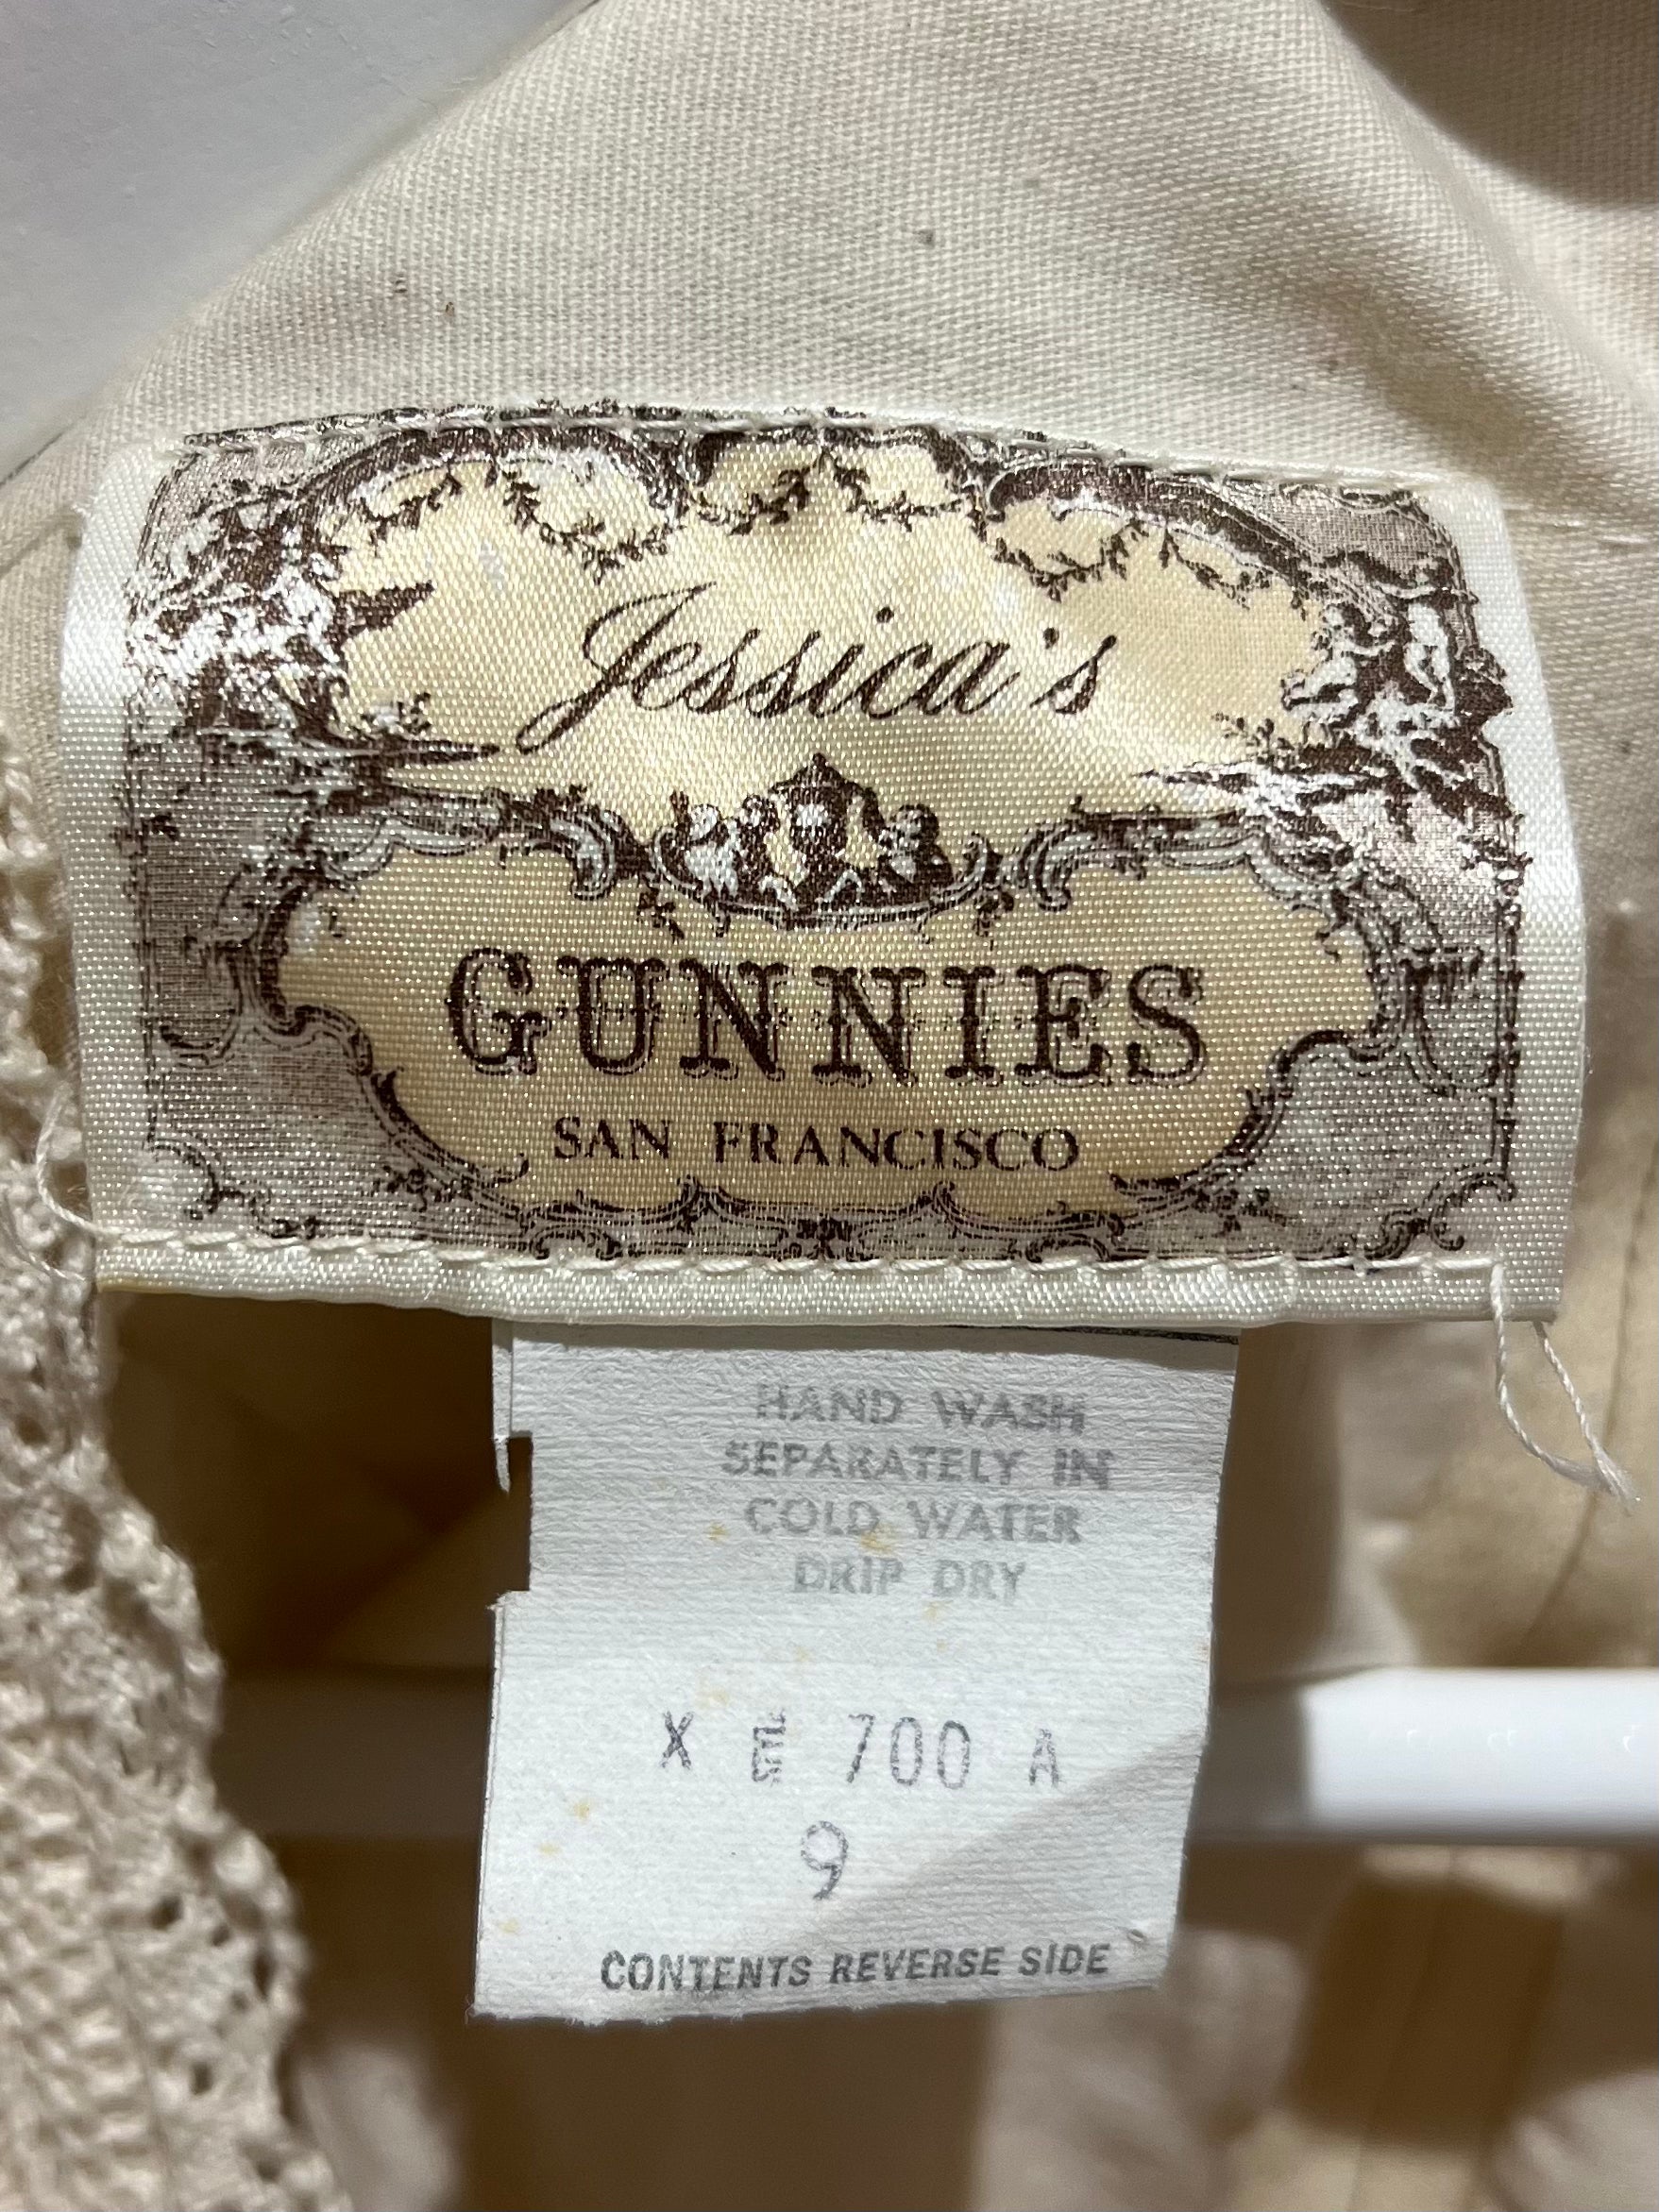 Jessica's
GUNNIES
SAN FRANCISCO
HAND WASH
SEPARATELY IN
COLD WATER
DRIP DRY
X 700 A
9
CONTENTS REVERSE SIDE